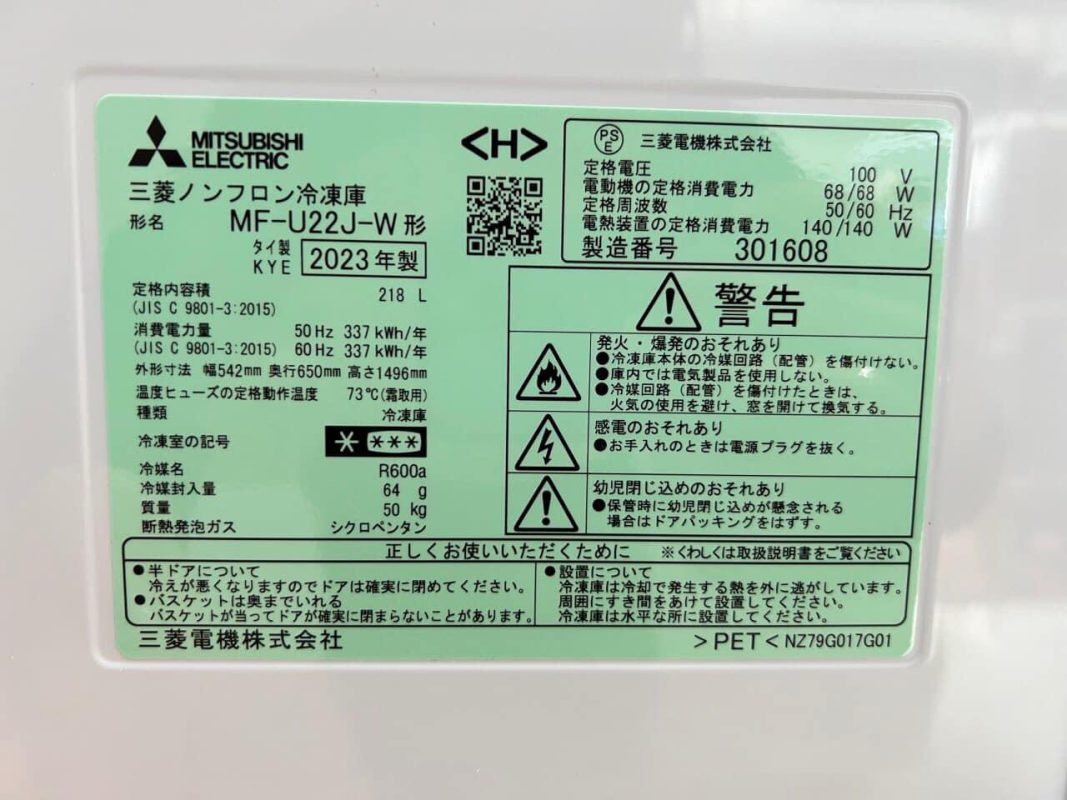 MITSUBISHI
ELECTRIC
三菱ノンフロン冷凍庫
形名 MF-U22J-W 形
タイ製
KYE 2023年製
定格内容積 218 L
(JIS C 9801-3:2015)
消費電力量 50Hz 337kWh/年
(JIS C 9801-3:2015) 60Hz 337kWh/年
外形寸法 幅542mm 奥行650mm 高さ1496mm
温度ヒューズの定格動作温度 73℃(霜取用)
種類 冷凍庫
冷凍室の記号
冷媒名 R600a
冷媒封入量 64 g
質量 50 kg
断熱発泡ガス シクロペンタン
<H>
PS
E
三菱電機株式会社
定格電圧 100 V
電動機の定格消費電力 68/68 W
定格周波数 50/60 Hz
電熱装置の定格消費電力 140/140 W
製造番号 301608
警告
発火・爆発のおそれあり
●冷凍庫本体の冷媒回路（配管）を傷付けない。
●庫内では電気製品を使用しない。
●冷媒回路（配管）を傷付けたときは、
火気の使用を避け、窓を開けて換気する。
感電のおそれあり
●お手入れのときは電源プラグを抜く。
幼児閉じ込めのおそれあり
●保管時に幼児閉じ込めが懸念される
場合はドアパッキングをはずす。
正しくお使いいただくために ※くわしくは取扱説明書をご覧ください
●半ドアについて
冷えが悪くなりますのでドアは確実に閉めてください。
●バスケットは奥までいれる
バスケットが当ってドアが確実に閉まらないことがあります。
●設置について
冷凍庫は冷却で発生する熱を外に逃がしています。
周囲にすき間をあけて設置してください。
冷凍庫は水平な所に設置してください。
三菱電機株式会社
>PET< NZ79G017G01